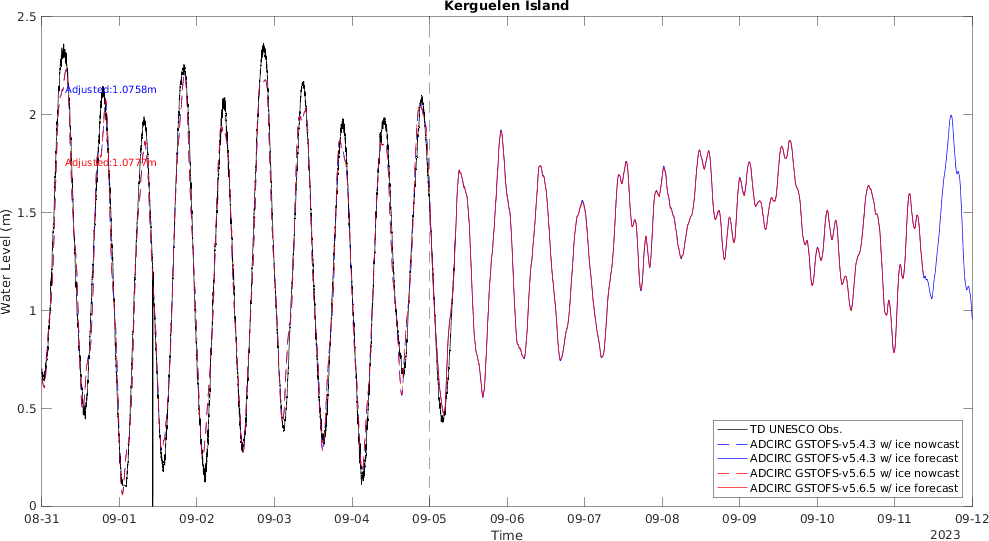 Kerguelen Island
2.5
2
1.5
1
0.5
0
Water Level (m)
Adjusted:1.0758m
Adjusted:1.0777m
TD UNESCO Obs.
ADCIRC GSTOFS-v5.4.3 w/ ice nowcast
ADCIRC GSTOFS-v5.4.3 w/ ice forecast
ADCIRC GSTOFS-v5.6.5 w/ ice nowcast
ADCIRC GSTOFS-v5.6.5 w/ ice forecast
08-31 09-01 09-02 09-03 09-04 09-05 09-06 09-07 09-08 09-09 09-10 09-11 09-12
Time
2023